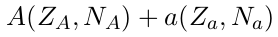 A(Z_A, N_A) + a(Z_a, N_a)